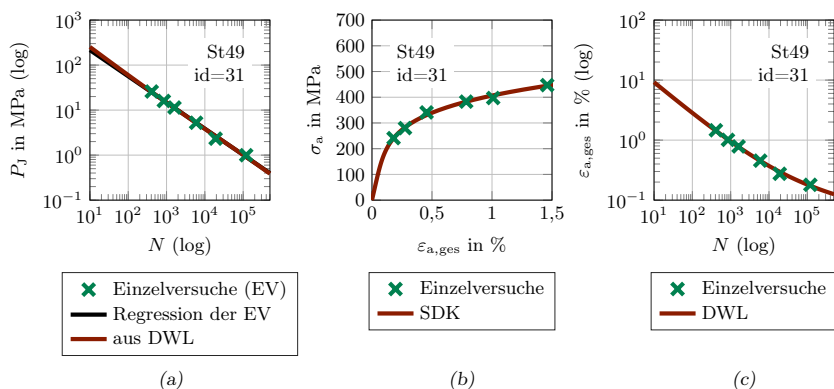 10³
10²
10¹
10⁰
10⁻¹
10¹ 10² 10³ 10⁴ 10⁵
P_J in MPa (log)
N (log)
St49
id=31
Einzelversuche (EV)
Regression der EV
aus DWL
(a)
700
600
500
400
300
200
100
0
0 0,5 1 1,5
σ_a in MPa
ε_a,ges in %
St49
id=31
Einzelversuche
SDK
(b)
10²
10¹
10⁰
10⁻¹
10¹ 10² 10³ 10⁴ 10⁵
ε_a,ges in % (log)
N (log)
St49
id=31
Einzelversuche
DWL
(c)